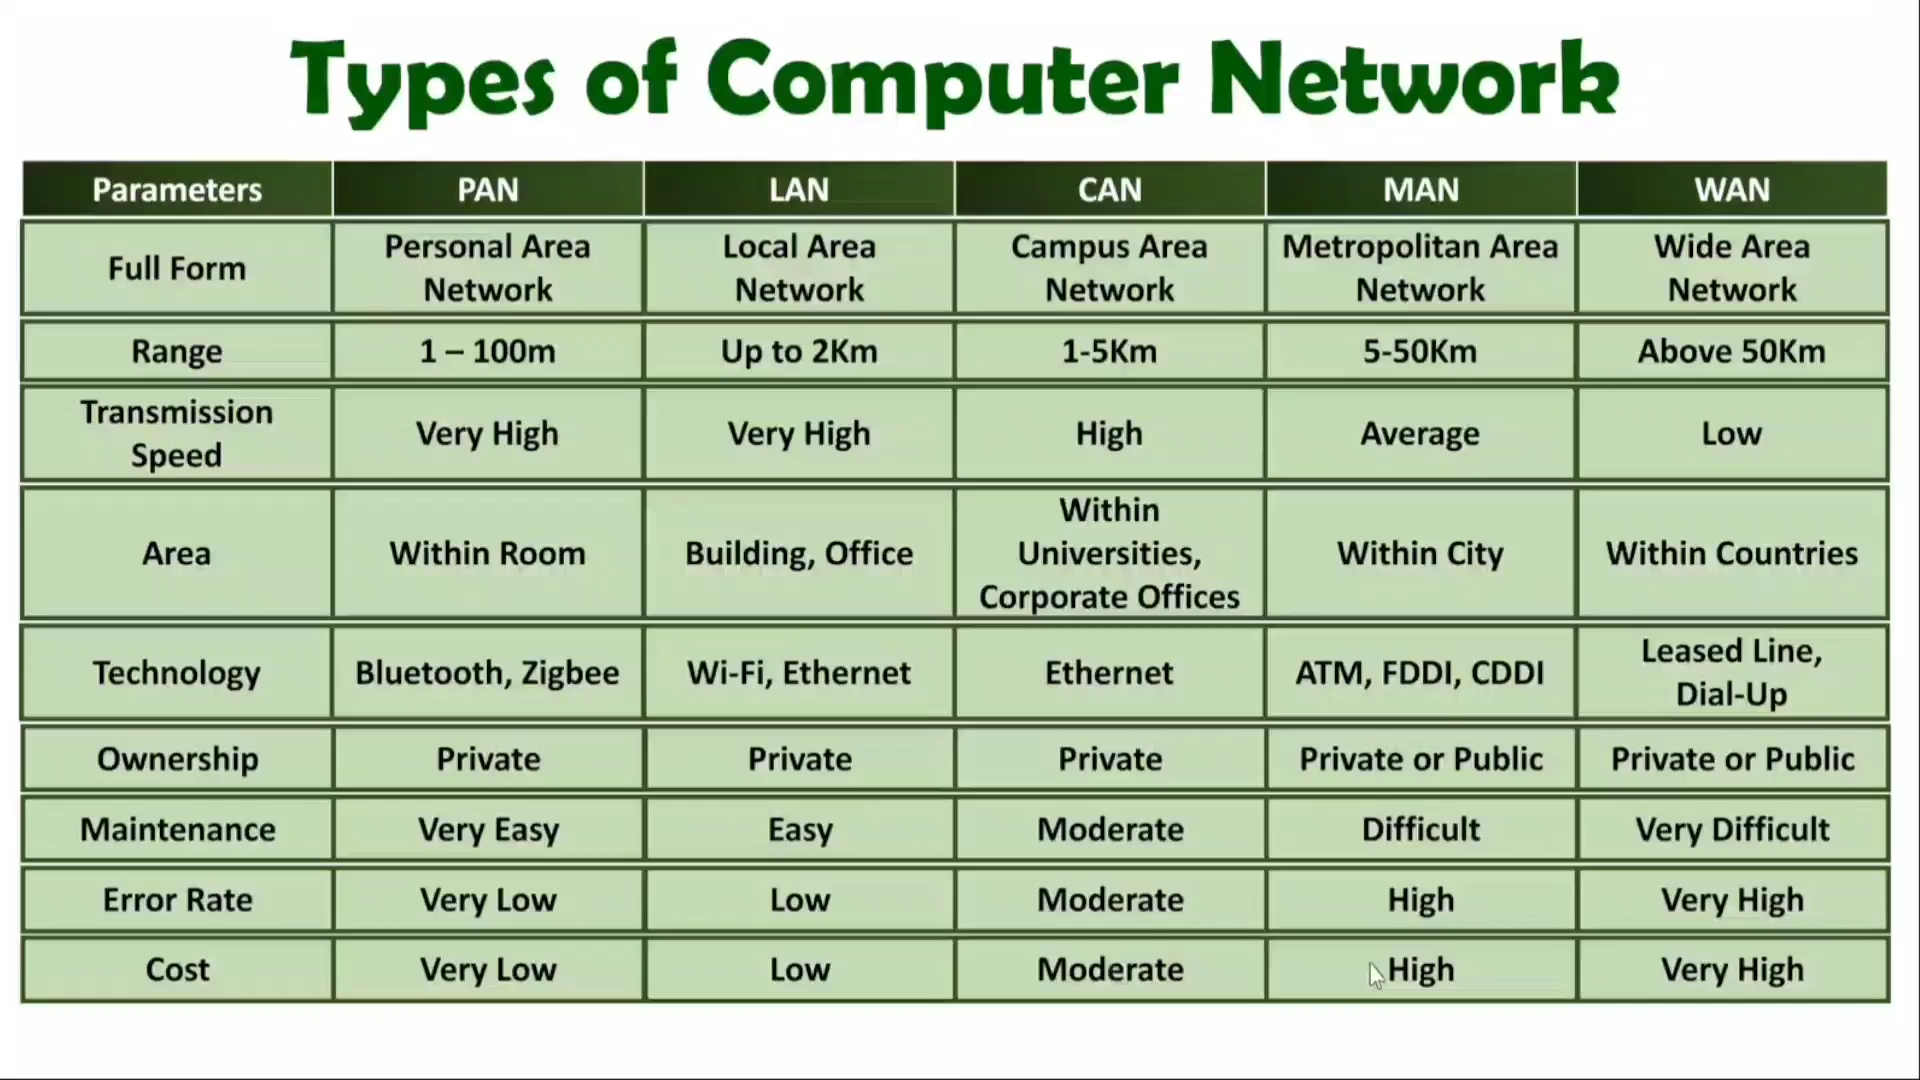 Types of Computer Network
Parameters PAN LAN CAN MAN WAN
Full Form
Personal Area
Network
Local Area
Network
Campus Area
Network
Metropolitan Area
Network
Wide Area
Network
Range 1 – 100m Up to 2Km 1-5Km 5-50Km Above 50Km
Transmission
Speed
Very High Very High High Average Low
Area Within Room Building, Office
Within
Universities,
Corporate Offices
Within City Within Countries
Technology Bluetooth, Zigbee Wi-Fi, Ethernet Ethernet ATM, FDDI, CDDI
Leased Line,
Dial-Up
Ownership Private Private Private Private or Public Private or Public
Maintenance Very Easy Easy Moderate Difficult Very Difficult
Error Rate Very Low Low Moderate High Very High
Cost Very Low Low Moderate High Very High